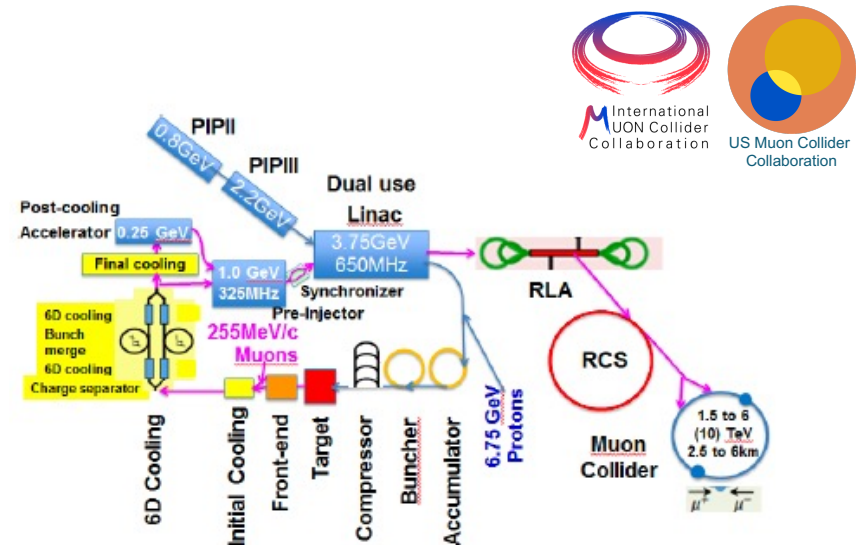 International
MUON Collider
Collaboration
US Muon Collider
Collaboration
PIPII
0.8GeV
PIPIII
2.2GeV
Dual use
Linac
3.75GeV
650MHz
Post-cooling
Accelerator
0.25 GeV
Final cooling
1.0 GeV
325MHz
Synchronizer
Pre-Injector
RLA
6D cooling
Bunch
merge
6D cooling
Charge separator
μ⁺
μ⁻
255MeV/c
Muons
RCS
6D Cooling
Initial Cooling
Front-end
Target
Compressor
Buncher
Accumulator
6.75 GeV
Protons
Muon
Collider
1.5 to 6
(10) TeV
2.5 to 6km
μ⁺ μ⁻